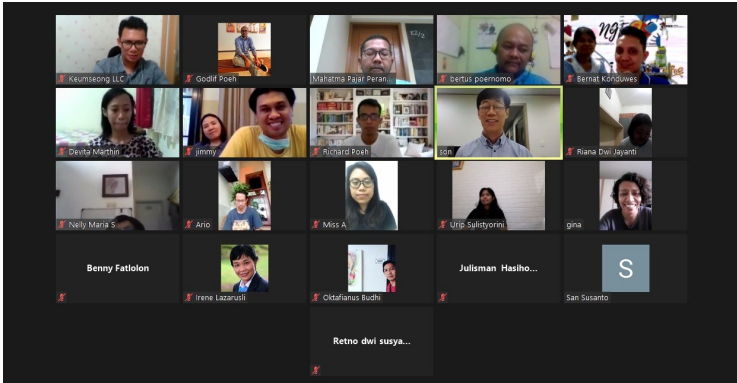 Keumseong LLC
Godlif Poeh
Mahatma Pajar Peran...
bertus poernomo
Bernat Konduwes
Devita Marthin
jimmy
Richard Poeh
son
Riana Dwi Jayanti
Nelly Maria S
Ario
Miss A
Urip Sulistyorini
gina
Benny Fatlolon
Irene Lazarusli
Oktafianus Budhi
Julisman Hasiho...
S
San Susanto
Retno dwi susya...